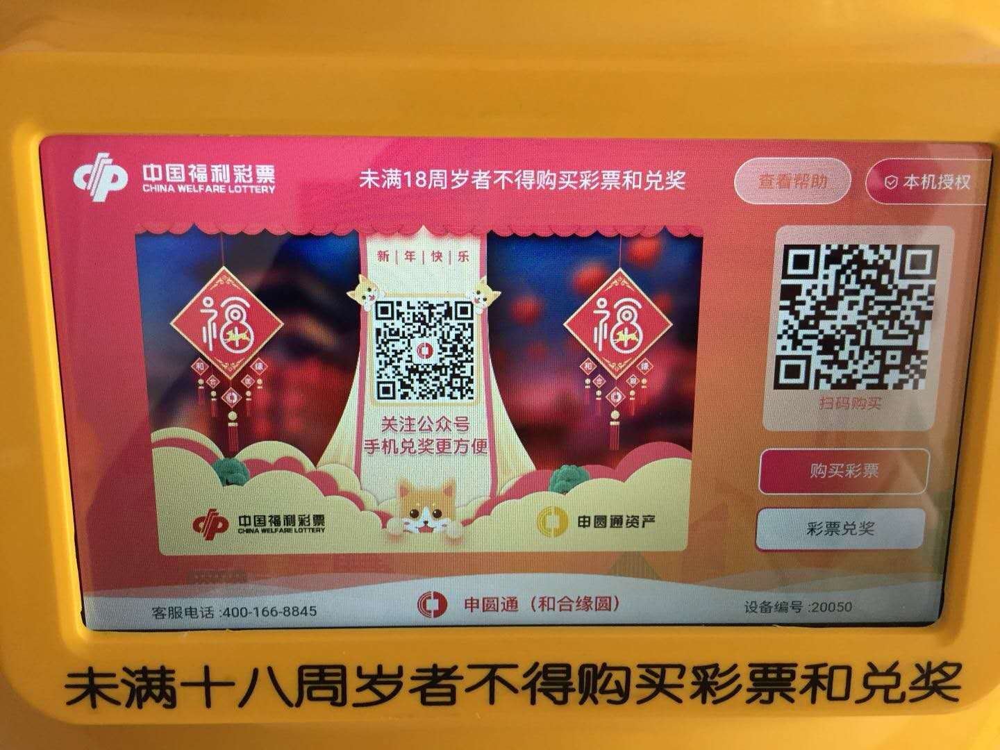 中国福利彩票
CHINA WELFARE LOTTERY
未满18周岁者不得购买彩票和兑奖
查看帮助
本机授权
新|年|快|乐
福
福
和合缘圆
和合缘圆
关注公众号
手机兑奖更方便
扫码购买
购买彩票
彩票兑奖
中国福利彩票
CHINA WELFARE LOTTERY
申圆通资产
客服电话:400-166-8845
申圆通（和合缘圆）
设备编号:20050
未满十八周岁者不得购买彩票和兑奖